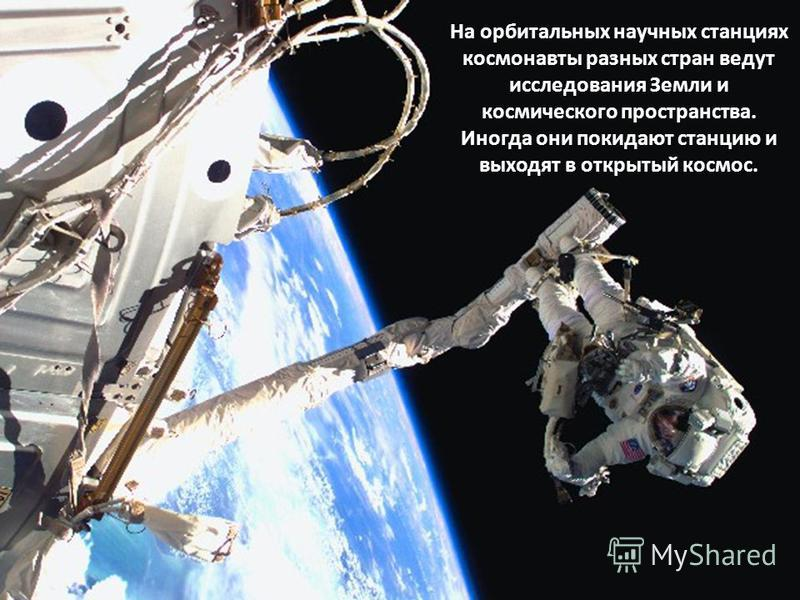 На орбитальных научных станциях
космонавты разных стран ведут
исследования Земли и
космического пространства.
Иногда они покидают станцию и
выходят в открытый космос.
MyShared